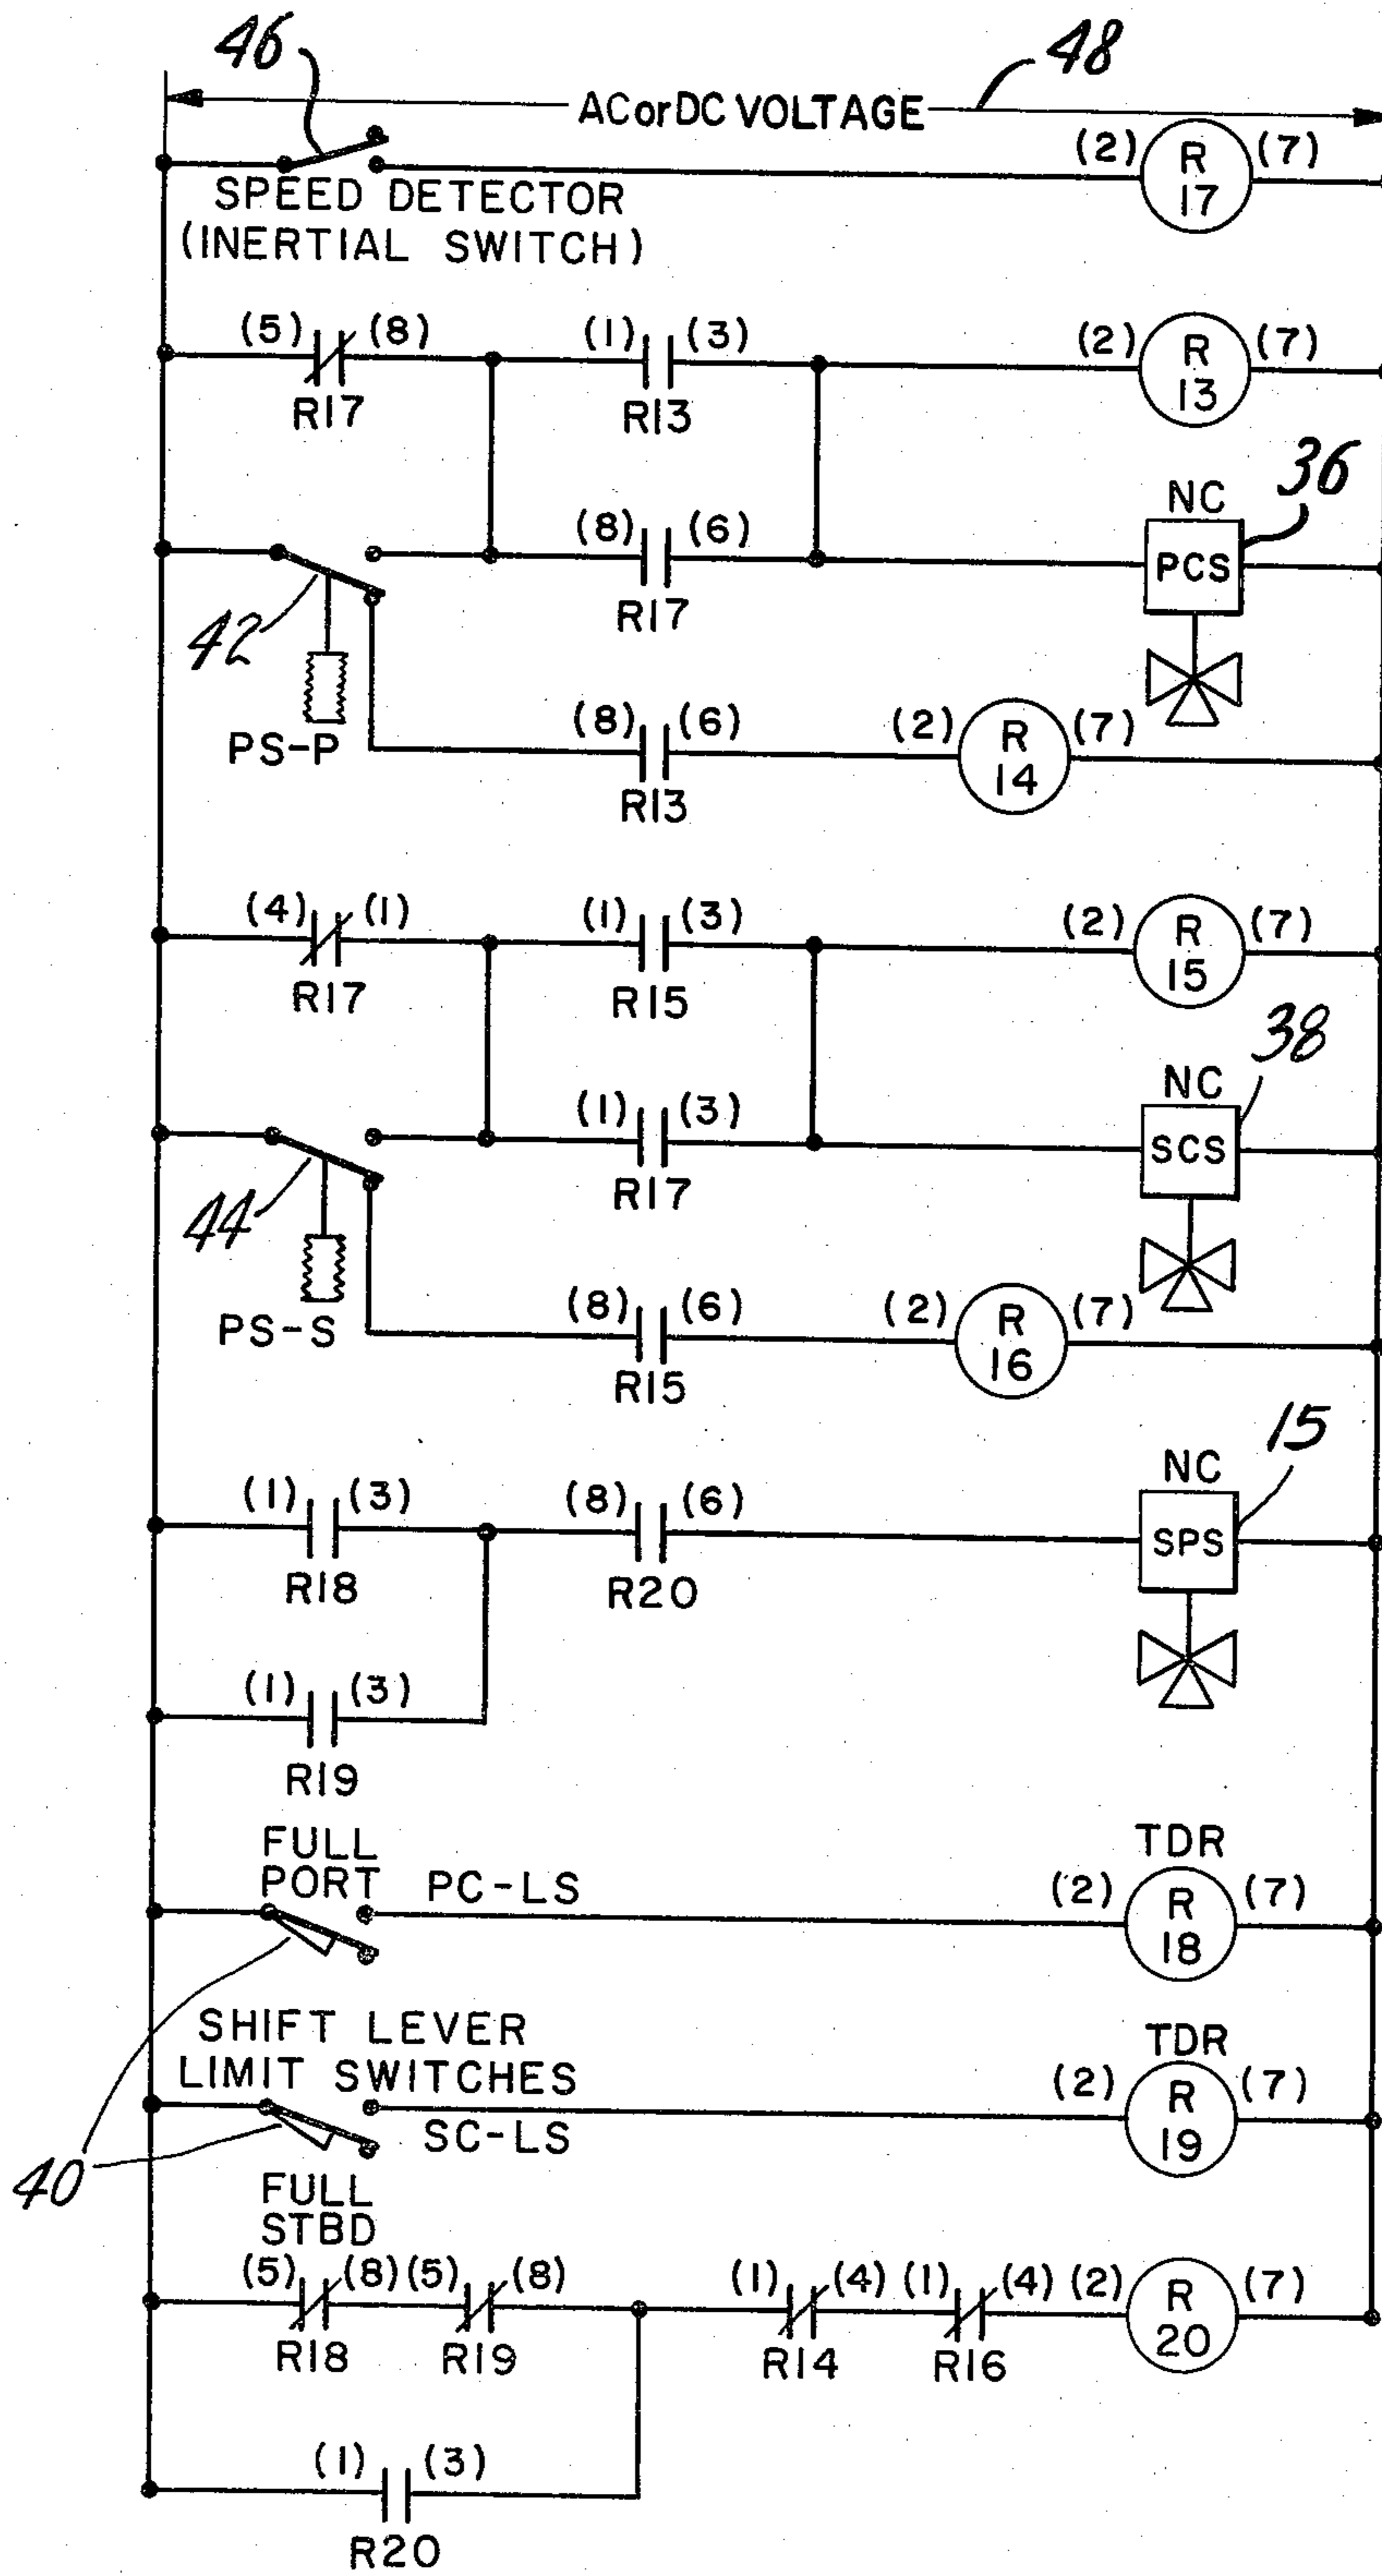 46
48
AC or DC VOLTAGE
(2) R 17 (7)
SPEED DETECTOR
(INERTIAL SWITCH)
(5) (8) (1) (3) (2) R 13 (7)
R17 R13
NC 36
(8) (6) PCS
42 R17
PS-P (8) (6) (2) R 14 (7)
R13
(4) (1) (1) (3) (2) R 15 (7)
R17 R15
NC 38
(1) (3) SCS
44 R17
PS-S (8) (6) (2) R 16 (7)
R15
NC 15
(1) (3) (8) (6) SPS
R18 R20
(1) (3)
R19
FULL
PORT PC-LS
TDR
(2) R 18 (7)
SHIFT LEVER
LIMIT SWITCHES
TDR
(2) R 19 (7)
SC-LS
40
FULL
STBD
(5) (8) (5) (8) (1) (4) (1) (4) (2) R 20 (7)
R18 R19 R14 R16
(1) (3)
R20